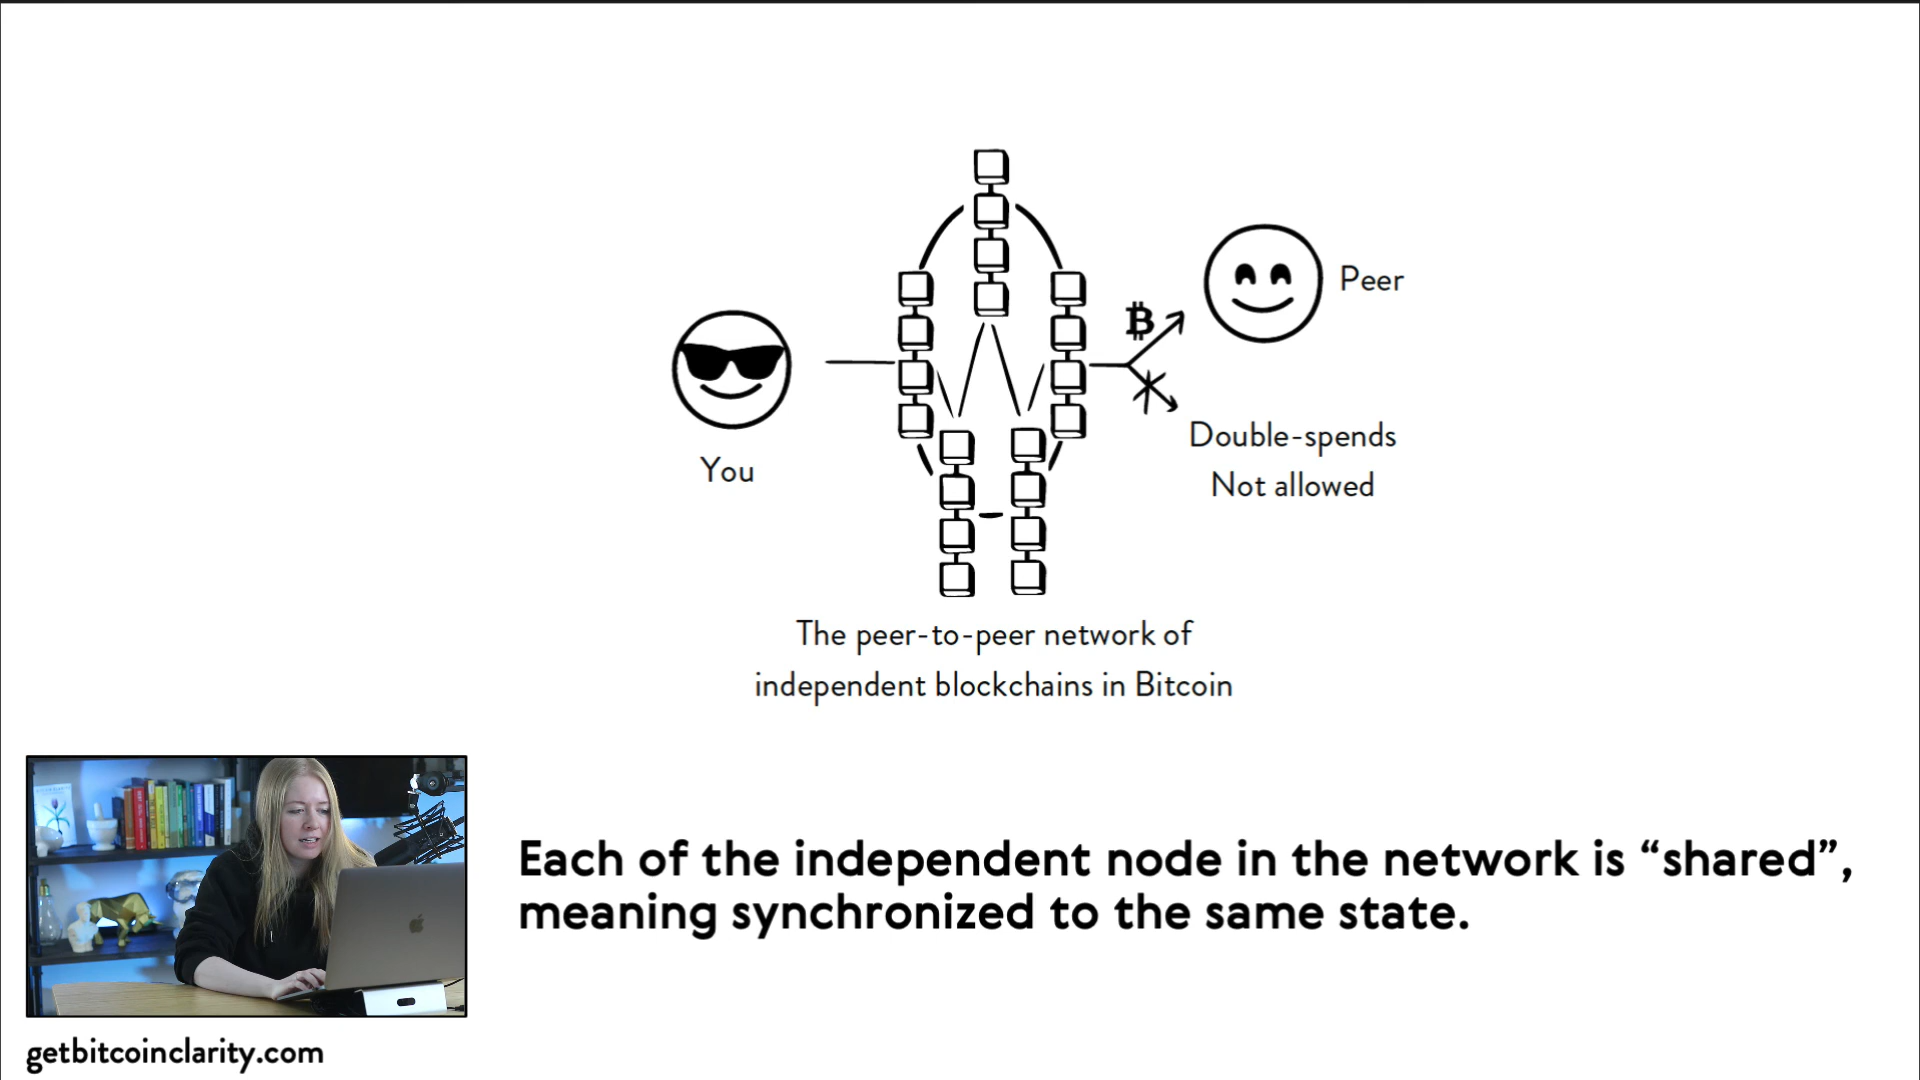 ₿
Peer
Double-spends
Not allowed
You
The peer-to-peer network of
independent blockchains in Bitcoin
Each of the independent node in the network is “shared”,
meaning synchronized to the same state.
getbitcoinclarity.com